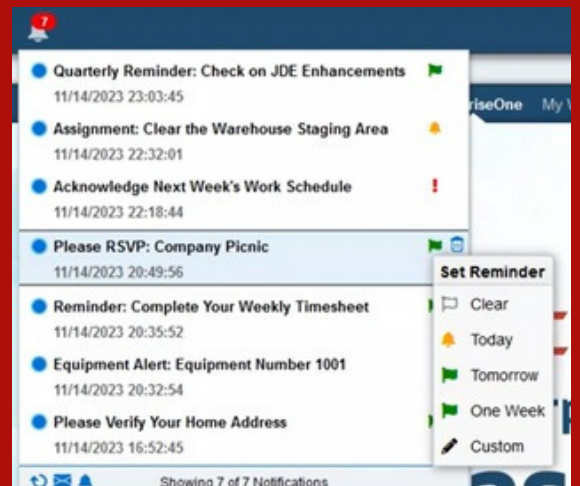 7
Quarterly Reminder: Check on JDE Enhancements
11/14/2023 23:03:45
riseOne My
Assignment: Clear the Warehouse Staging Area
11/14/2023 22:32:01
Acknowledge Next Week's Work Schedule
11/14/2023 22:18:44
Please RSVP: Company Picnic
11/14/2023 20:49:56
Set Reminder
Clear
Today
Tomorrow
One Week
Custom
Reminder: Complete Your Weekly Timesheet
11/14/2023 20:35:52
Equipment Alert: Equipment Number 1001
11/14/2023 20:32:54
Please Verify Your Home Address
11/14/2023 16:52:45
Showing 7 of 7 Notifications